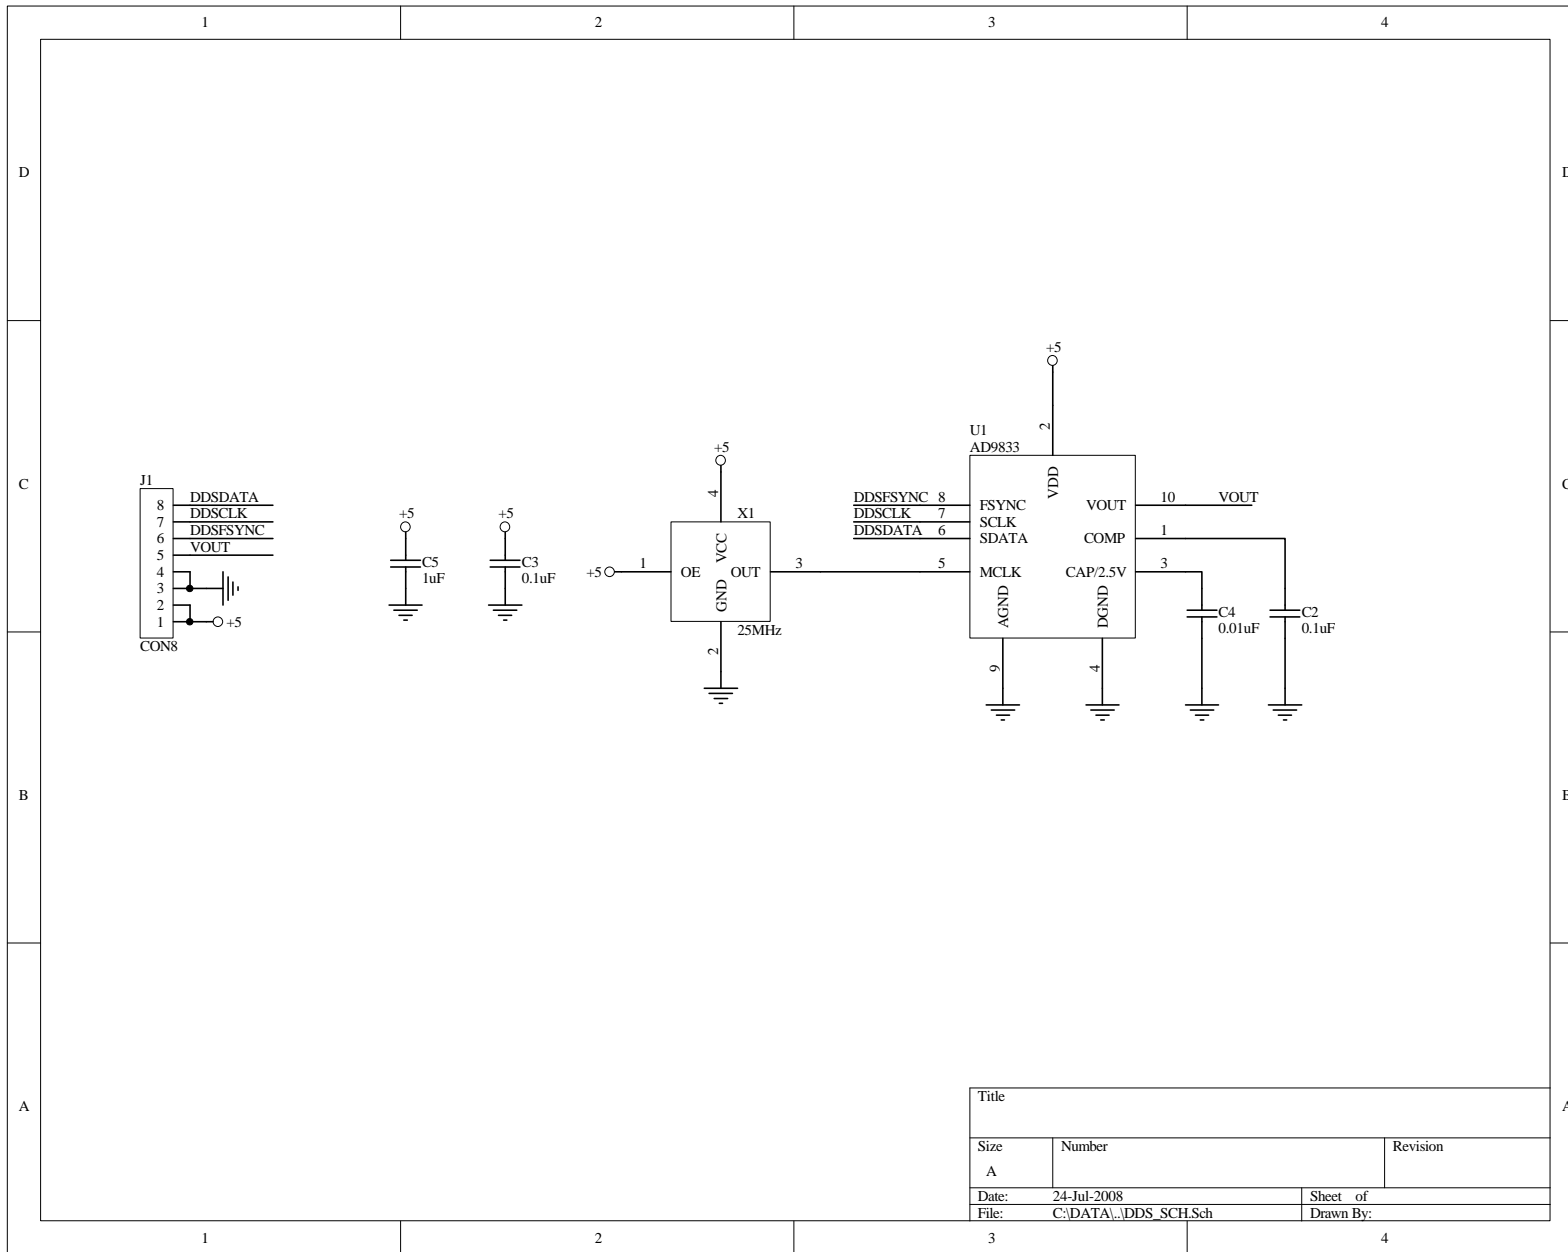 1 2 3 4
D D
+5
U1
AD9833
2
VDD
+5
J1
4
X1
C C
8 DDSDATA
7 DDSCLK
6 DDSFSYNC
5 VOUT
4
3
2
1 +5
CON8
+5
C5
1uF
+5
C3
0.1uF
+5 1 OE VCC OUT 3
GND
25MHz
2
DDSFSYNC 8 FSYNC
DDSCLK 7 SCLK
DDSDATA 6 SDATA
5 MCLK
VOUT 10 VOUT
COMP 1
CAP/2.5V 3
AGND DGND
C4
0.01uF
C2
0.1uF
9 4
B B
A A
Title
Size Number Revision
A
Date: 24-Jul-2008 Sheet of
File: C:\DATA\..\DDS_SCH.Sch Drawn By:
1 2 3 4